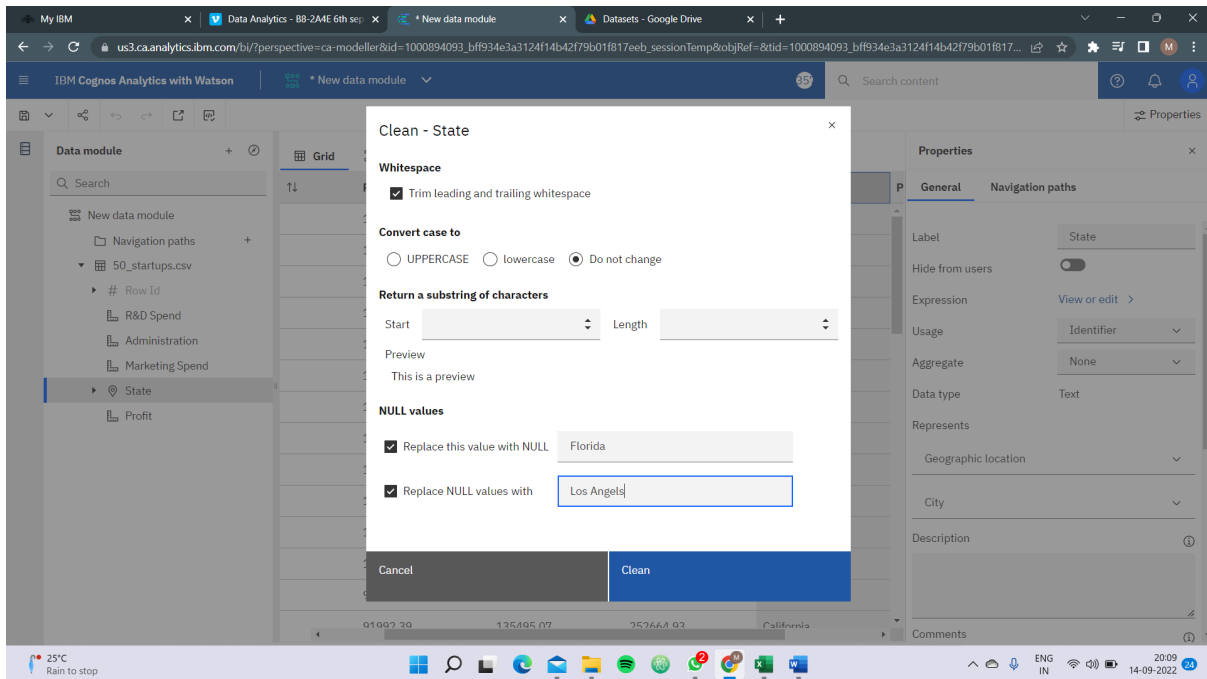 My IBM
Data Analytics - B8-2A4E 6th sep
* New data module
Datasets - Google Drive
us3.ca.analytics.ibm.com/bi/?perspective=ca-modeller&id=1000894093_bff934e3a3124f14b42f79b01f817eeb_sessionTemp&objRef=&tid=1000894093_bff934e3a3124f14b42f79b01f817...
M
IBM Cognos Analytics with Watson
* New data module
35
Search content
Properties
Data module
Search
New data module
Navigation paths
50_startups.csv
# Row Id
R&D Spend
Administration
Marketing Spend
State
Profit
Grid
91992.39 135495.07 252664.93 California
Clean - State
Whitespace
Trim leading and trailing whitespace
Convert case to
UPPERCASE lowercase Do not change
Return a substring of characters
Start Length
Preview
This is a preview
NULL values
Replace this value with NULL Florida
Replace NULL values with Los Angels
Cancel Clean
Properties
General Navigation paths
Label State
Hide from users
Expression View or edit
Usage Identifier
Aggregate None
Data type Text
Represents
Geographic location
City
Description
Comments
25°C
Rain to stop
2
M
ENG
IN
20:09
14-09-2022
24